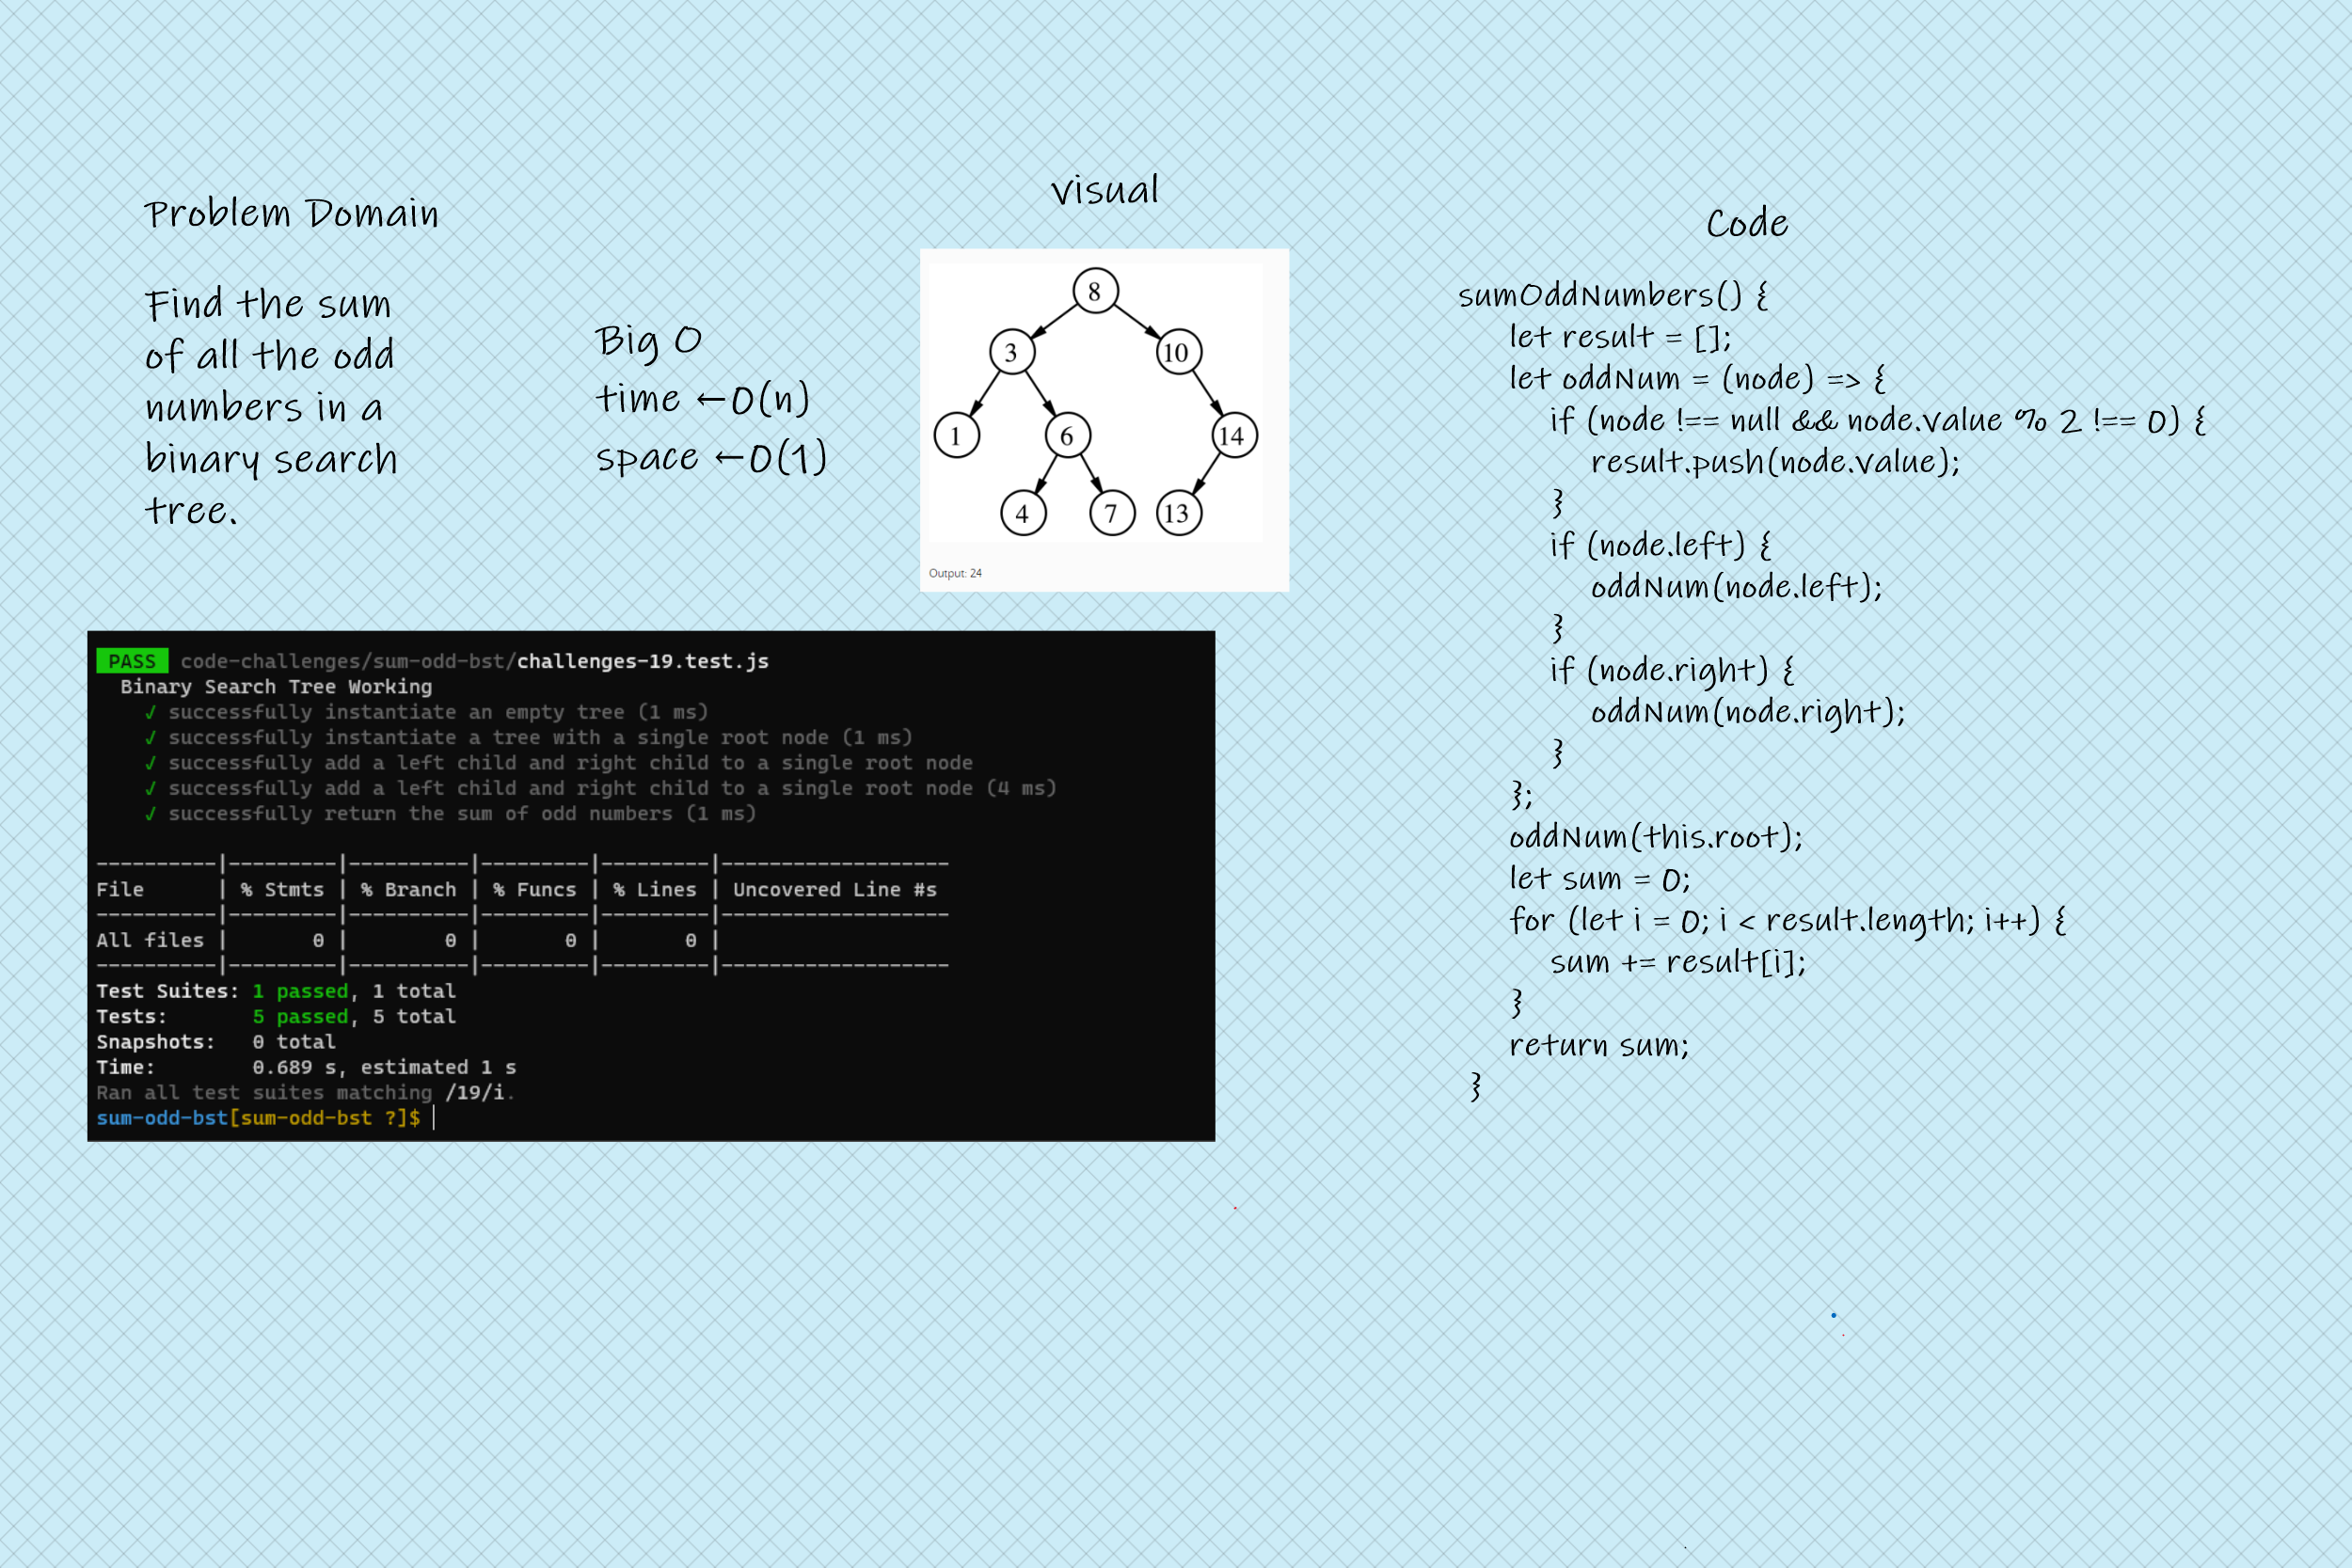 Problem Domain
Find the sum
of all the odd
numbers in a
binary search
tree.
Big O
time ←O(n)
space ←O(1)
visual
8
3
10
1
6
14
4
7
13
Output: 24
Code
sumOddNumbers() {
let result = [];
let oddNum = (node) => {
if (node !== null && node.value % 2 !== 0) {
result.push(node.value);
}
if (node.left) {
oddNum(node.left);
}
if (node.right) {
oddNum(node.right);
}
};
oddNum(this.root);
let sum = 0;
for (let i = 0; i < result.length; i++) {
sum += result[i];
}
return sum;
}
PASS code-challenges/sum-odd-bst/challenges-19.test.js
Binary Search Tree Working
√ successfully instantiate an empty tree (1 ms)
√ successfully instantiate a tree with a single root node (1 ms)
√ successfully add a left child and right child to a single root node
√ successfully add a left child and right child to a single root node (4 ms)
√ successfully return the sum of odd numbers (1 ms)
----------|---------|----------|---------|---------|-------------------
File      | % Stmts | % Branch | % Funcs | % Lines | Uncovered Line #s
----------|---------|----------|---------|---------|-------------------
All files |       0 |        0 |       0 |       0 |
----------|---------|----------|---------|---------|-------------------
Test Suites: 1 passed, 1 total
Tests:       5 passed, 5 total
Snapshots:   0 total
Time:        0.689 s, estimated 1 s
Ran all test suites matching /19/i.
sum-odd-bst[sum-odd-bst ?]$